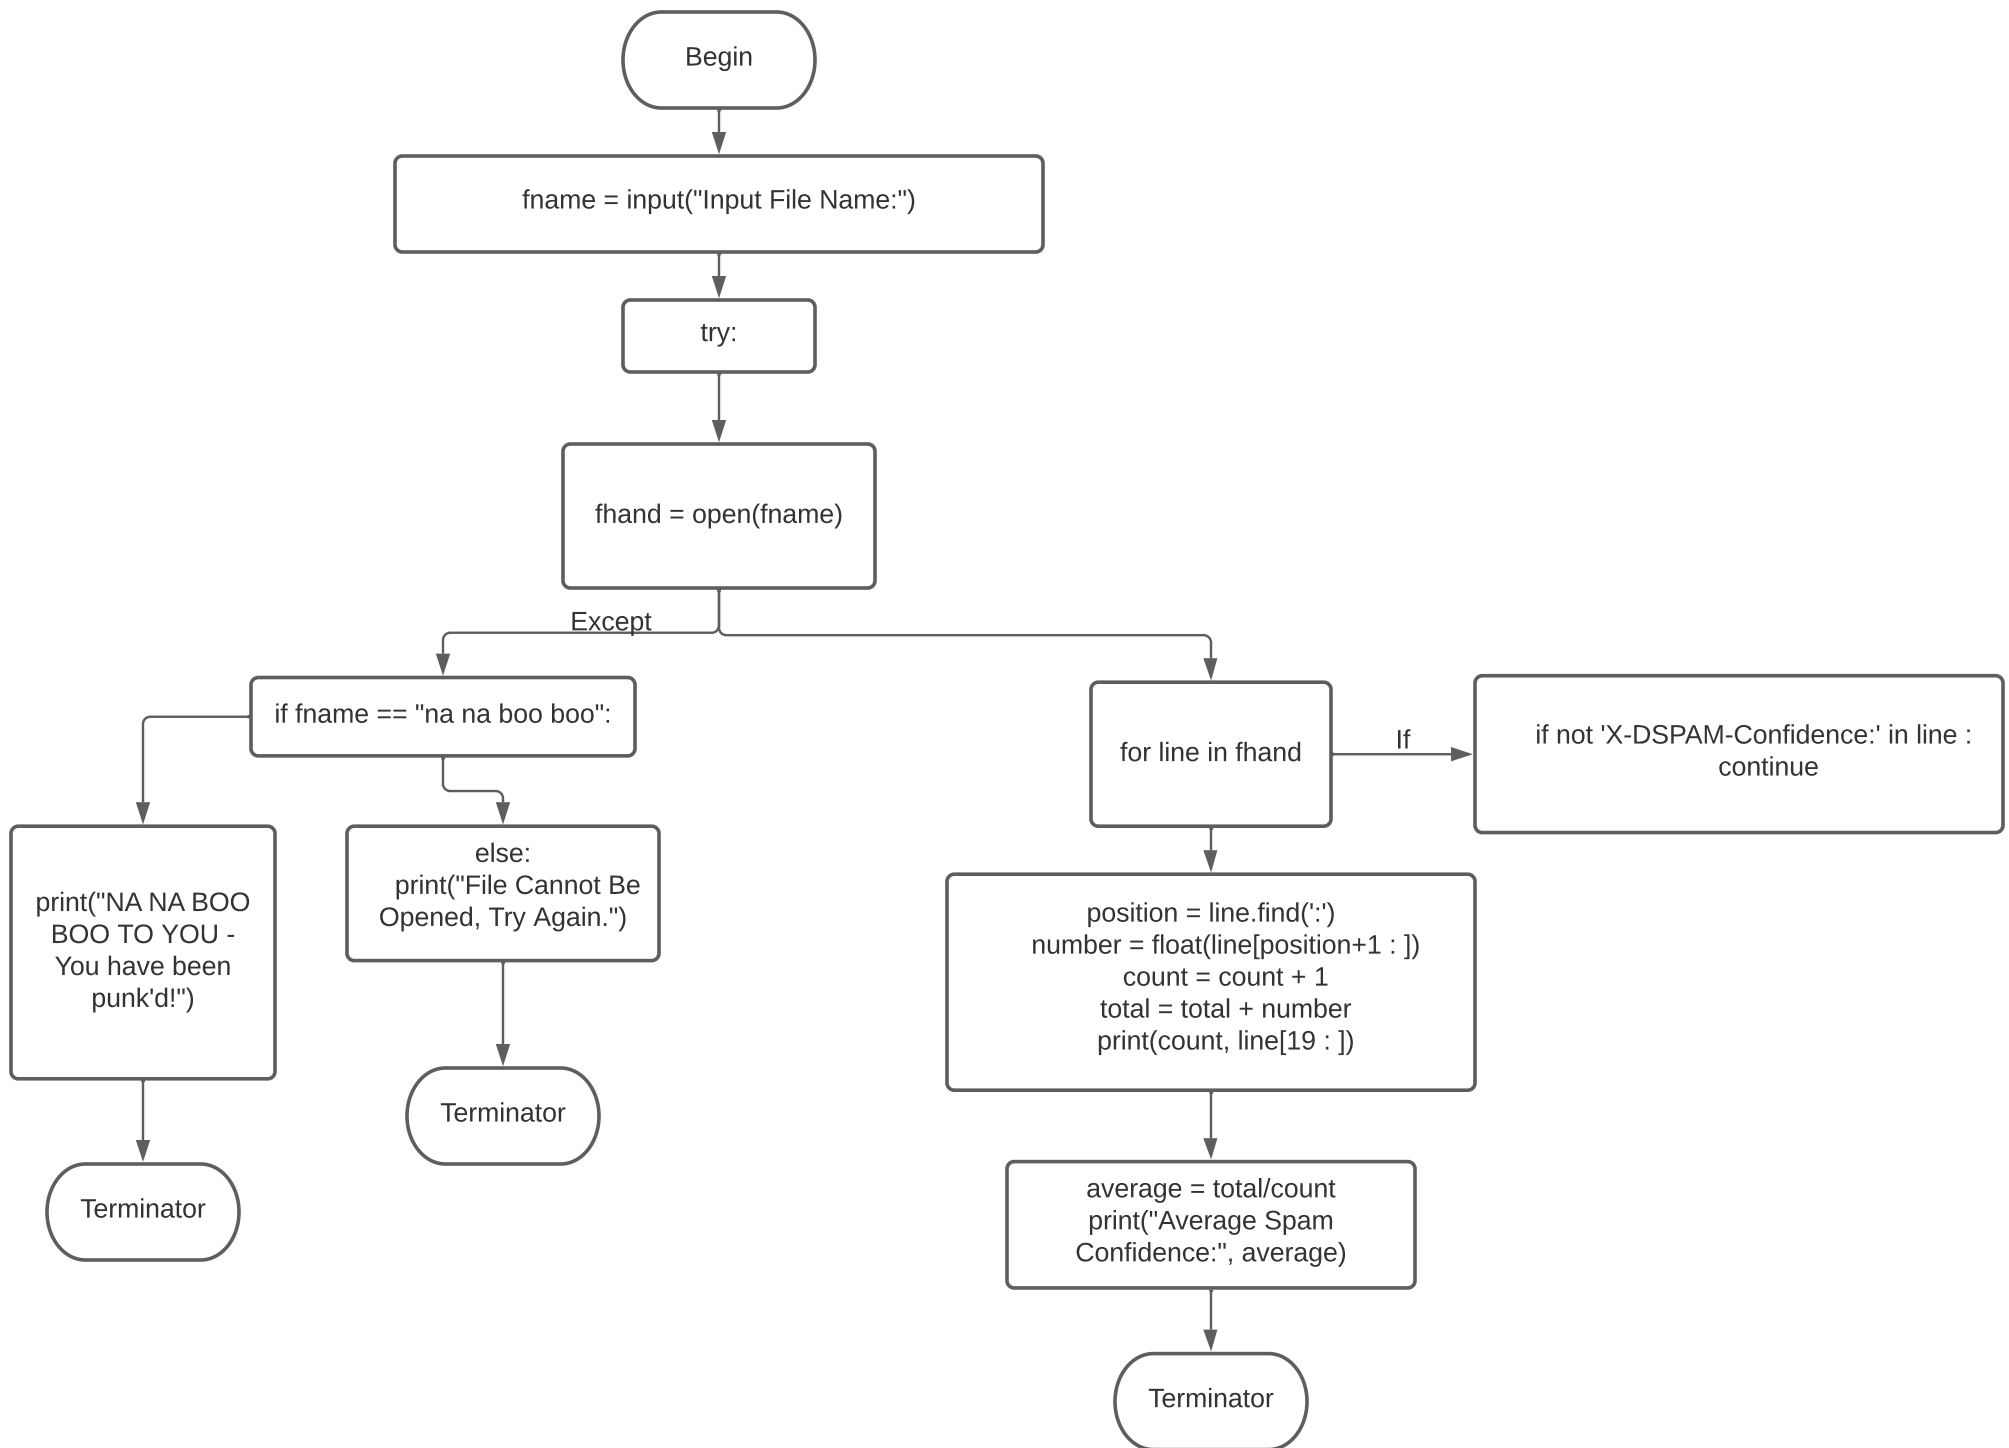 Begin
fname = input("Input File Name:")
try:
fhand = open(fname)
Except
if fname == "na na boo boo":
print("NA NA BOO
BOO TO YOU -
You have been
punk'd!")
Terminator
else:
print("File Cannot Be
Opened, Try Again.")
Terminator
for line in fhand
If
if not 'X-DSPAM-Confidence:' in line :
continue
position = line.find(':')
number = float(line[position+1 : ])
count = count + 1
total = total + number
print(count, line[19 : ])
average = total/count
print("Average Spam
Confidence:", average)
Terminator